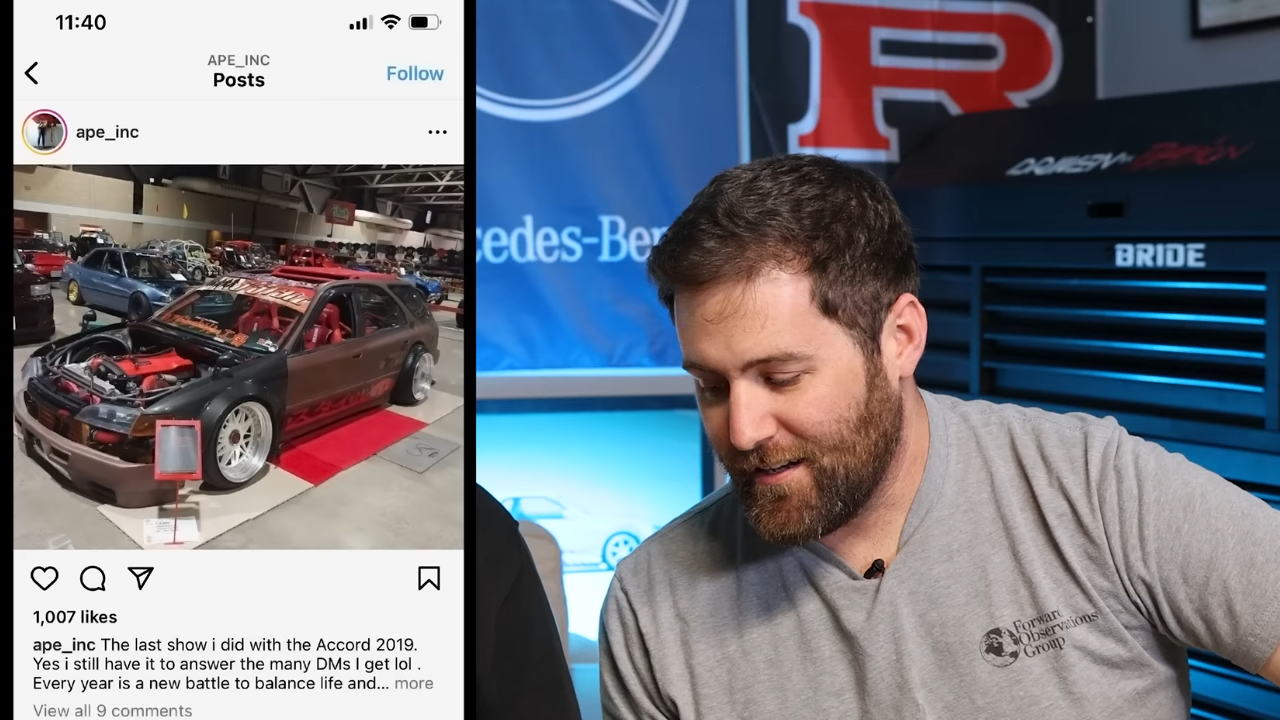 11:40
APE_INC
Posts
Follow
ape_inc
1,007 likes
ape_inc The last show i did with the Accord 2019.
Yes i still have it to answer the many DMs I get lol .
Every year is a new battle to balance life and... more
View all 9 comments
R
cedes-Ben
BRIDE
Forward
Observations
Group